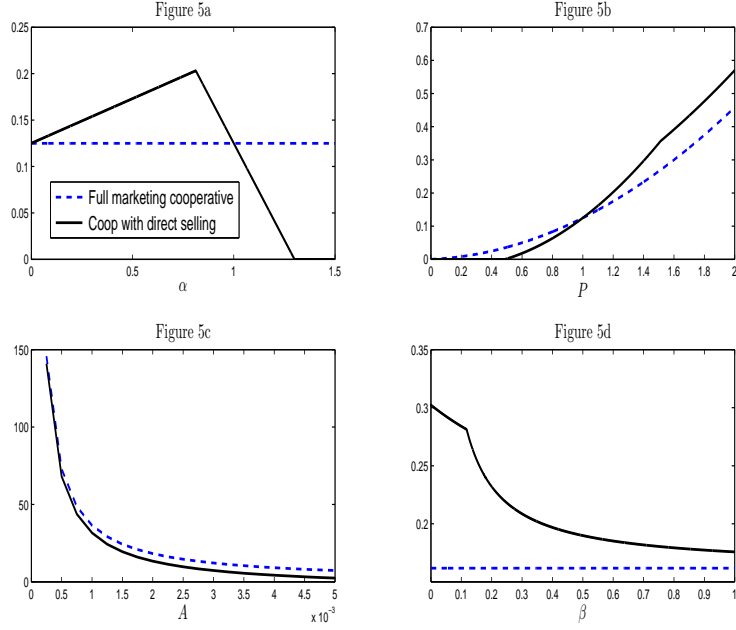 Figure 5a
0.25
0.2
0.15
0.1
0.05
0
Full marketing cooperative
Coop with direct selling
0 0.5 1 1.5
α
Figure 5b
0.7
0.6
0.5
0.4
0.3
0.2
0.1
0
0 0.2 0.4 0.6 0.8 1 1.2 1.4 1.6 1.8 2
P
Figure 5c
150
100
50
0
0 0.5 1 1.5 2 2.5 3 3.5 4 4.5 5
A
x 10⁻³
Figure 5d
0.35
0.3
0.25
0.2
0 0.1 0.2 0.3 0.4 0.5 0.6 0.7 0.8 0.9 1
β